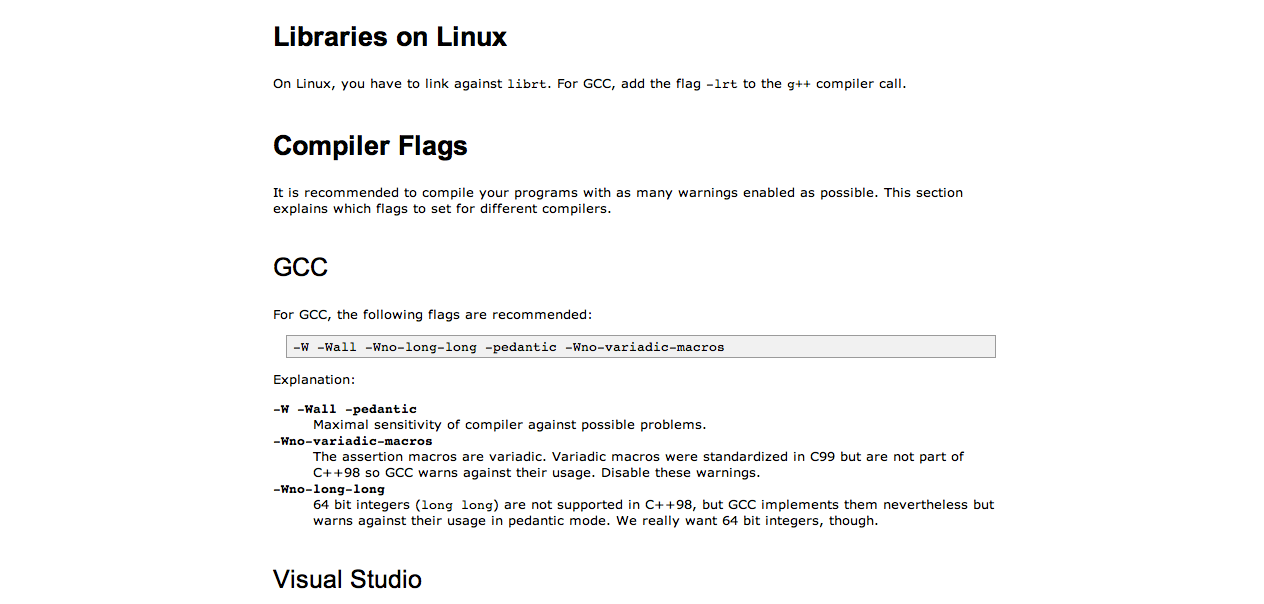 Libraries on Linux
On Linux, you have to link against librt. For GCC, add the flag -lrt to the g++ compiler call.
Compiler Flags
It is recommended to compile your programs with as many warnings enabled as possible. This section
explains which flags to set for different compilers.
GCC
For GCC, the following flags are recommended:
-W -Wall -Wno-long-long -pedantic -Wno-variadic-macros
Explanation:
-W -Wall -pedantic
Maximal sensitivity of compiler against possible problems.
-Wno-variadic-macros
The assertion macros are variadic. Variadic macros were standardized in C99 but are not part of
C++98 so GCC warns against their usage. Disable these warnings.
-Wno-long-long
64 bit integers (long long) are not supported in C++98, but GCC implements them nevertheless but
warns against their usage in pedantic mode. We really want 64 bit integers, though.
Visual Studio